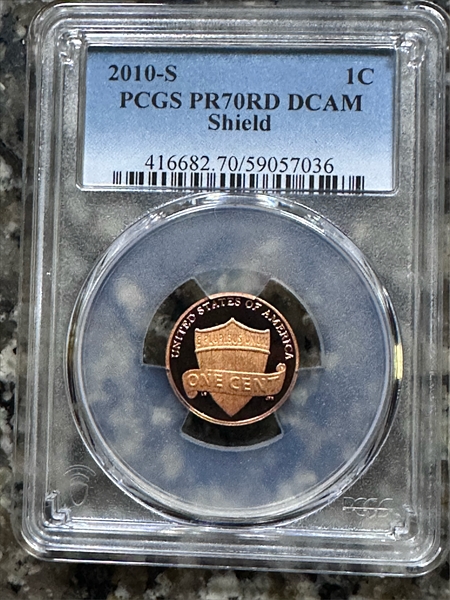 2010-S 1C
PCGS PR70RD DCAM
Shield
416682.70/59057036
UNITED STATES OF AMERICA
E PLURIBUS UNUM
ONE CENT
PCGS